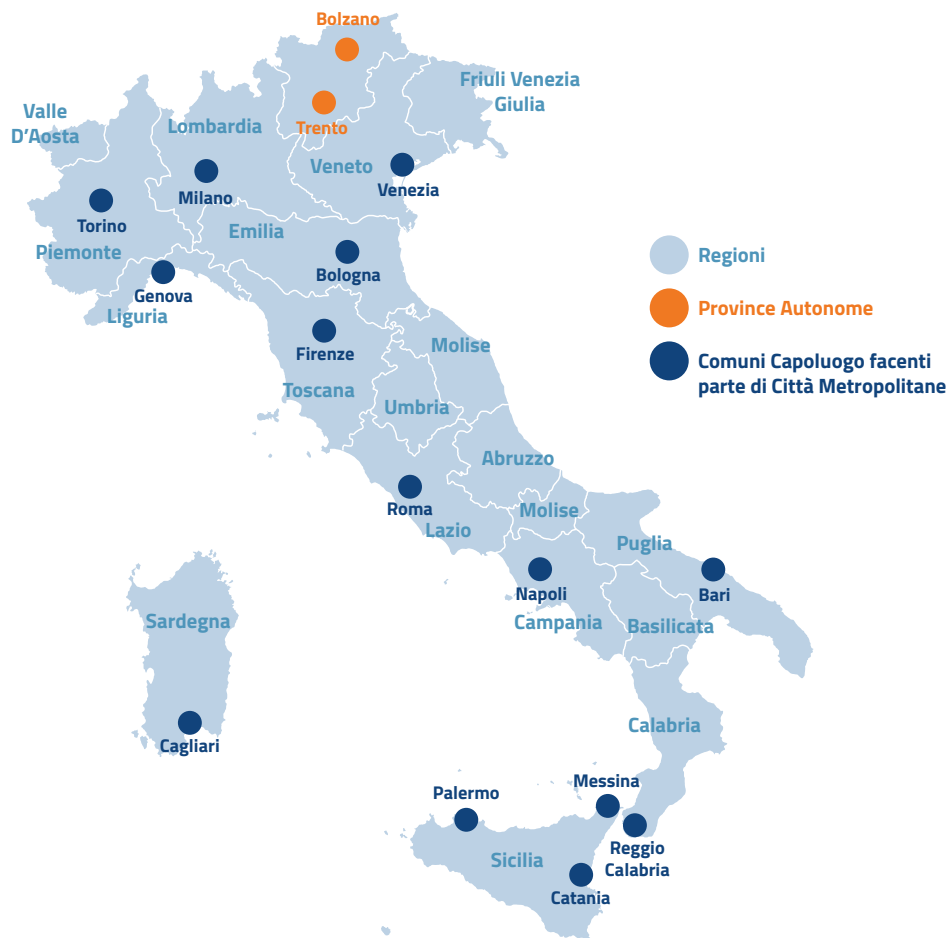 Bolzano
Friuli Venezia
Giulia
Valle
D'Aosta
Lombardia
Trento
Veneto
Venezia
Milano
Torino
Emilia
Piemonte
Bologna
Genova
Liguria
Firenze
Molise
Toscana
Umbria
Abruzzo
Roma
Molise
Lazio
Puglia
Napoli
Bari
Campania
Basilicata
Sardegna
Calabria
Cagliari
Messina
Palermo
Reggio
Calabria
Sicilia
Catania
Regioni
Province Autonome
Comuni Capoluogo facenti
parte di Città Metropolitane